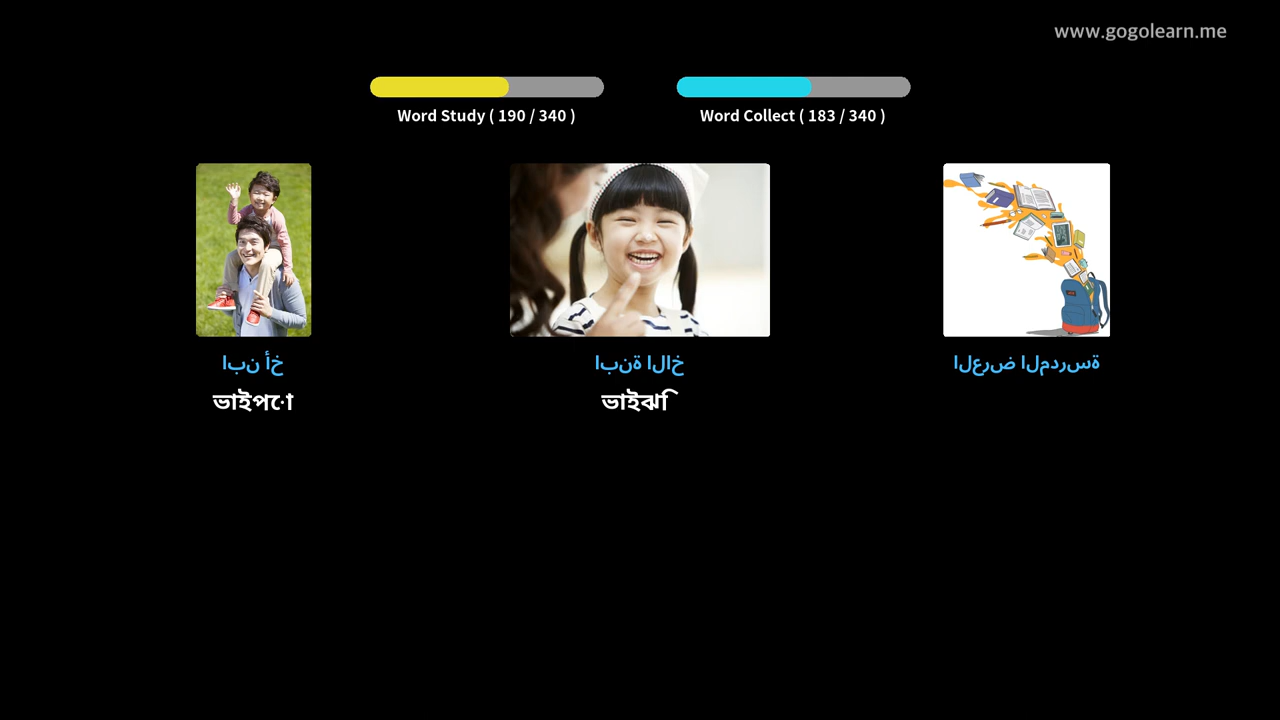 www.gogolearn.me
Word Study ( 190 / 340 )
Word Collect ( 183 / 340 )
ابن أخ
ابنة الاخ
العرض المدرسة
ভাইপো
ভাইঝি